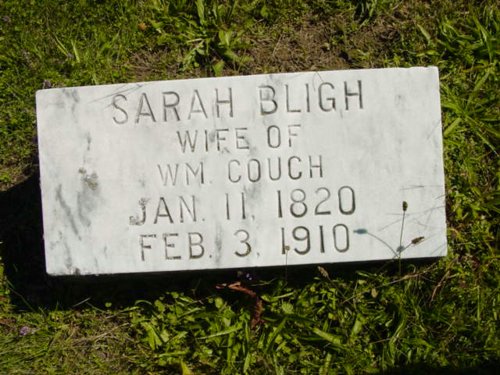 SARAH BLIGH
WIFE OF
WM. COUCH
JAN. 11, 1820
FEB. 3, 1910